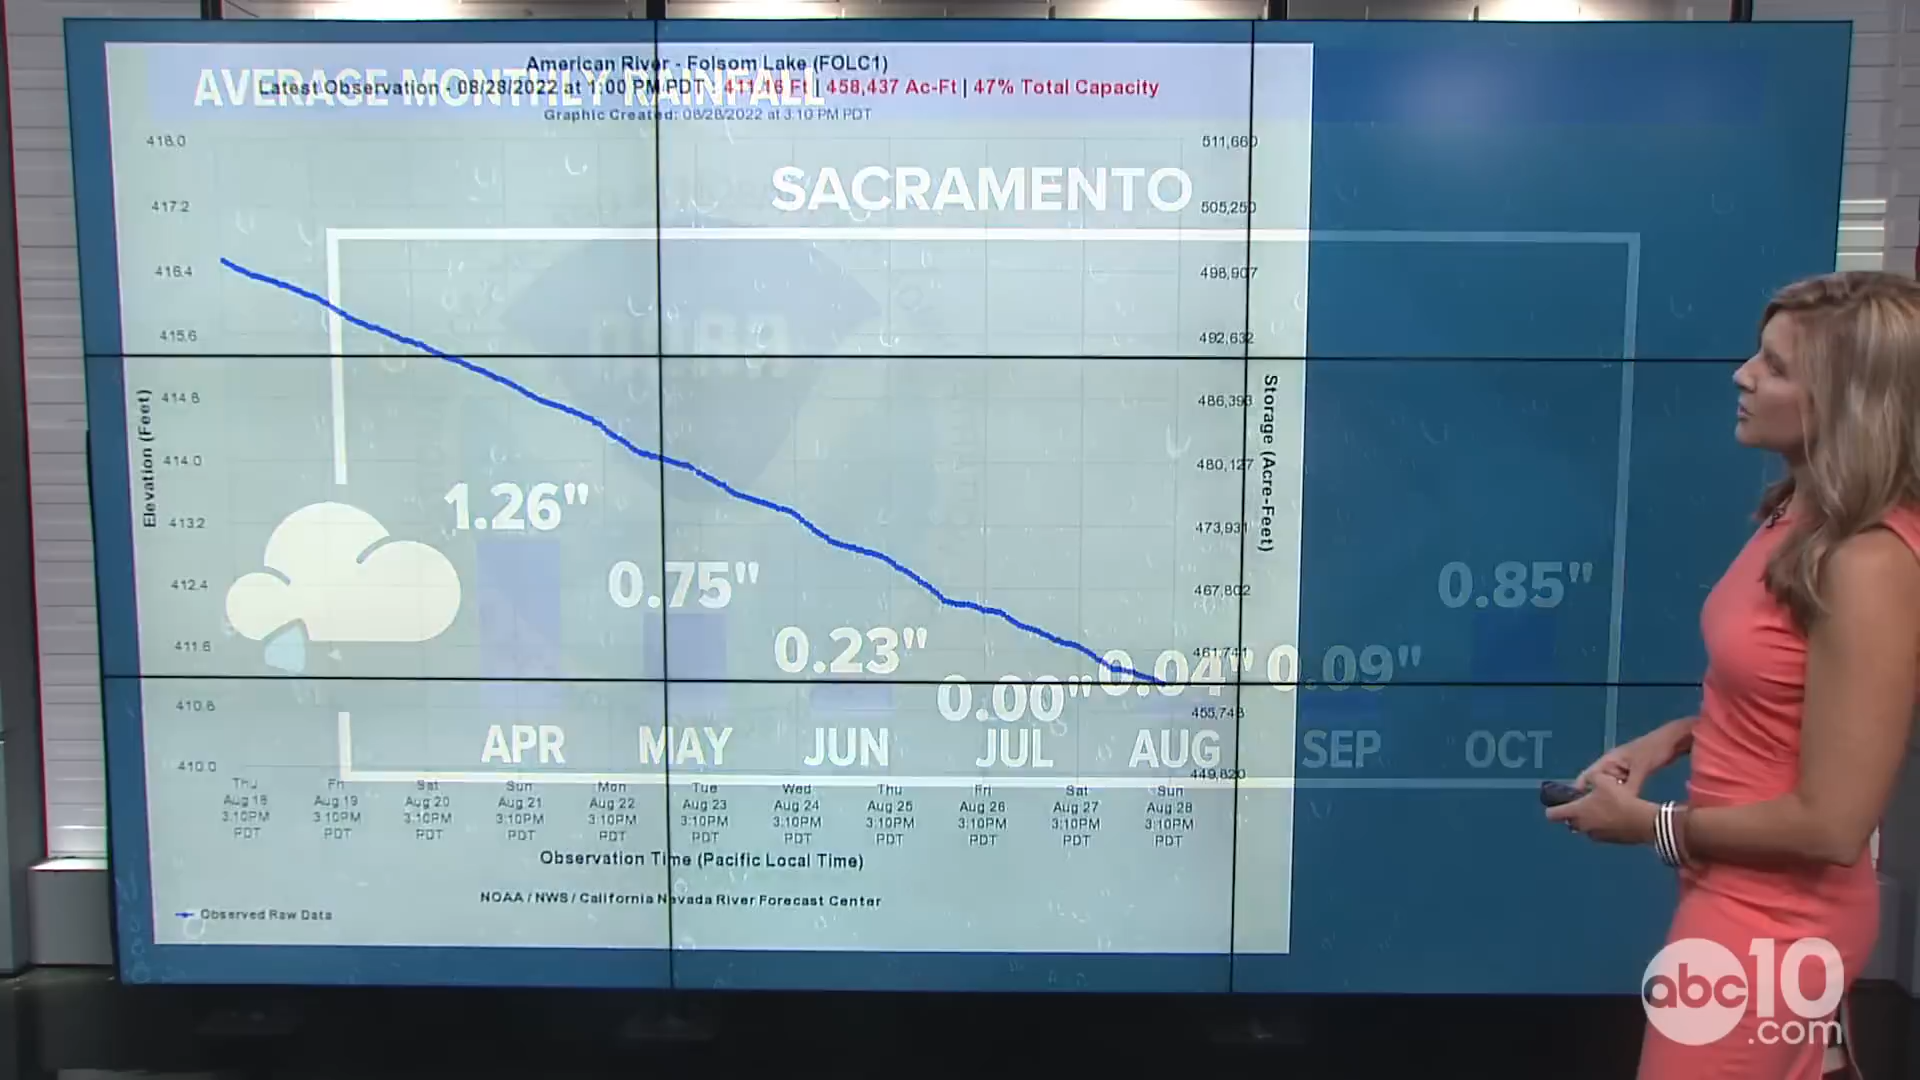 American River - Folsom Lake (FOLC1)
AVERAGE MONTHLY RAINFALL
Latest Observation - 08/28/2022 at 1:00 PM PDT : 411.16 Ft | 458,437 Ac-Ft | 47% Total Capacity
Graphic Created: 08/28/2022 at 3:10 PM PDT
SACRAMENTO
418.0 511,660
417.2 505,250
416.4 498,907
415.6 492,632
414.8 486,393
414.0 480,127
413.2 473,931
412.4 467,802
411.6 461,741
410.8 455,748
410.0 449,820
Elevation (Feet)
Storage (Acre-Feet)
1.26" 0.75" 0.23" 0.00" 0.04" 0.09" 0.85"
APR MAY JUN JUL AUG SEP OCT
Thu Fri Sat Sun Mon Tue Wed Thu Fri Sat Sun
Aug 18 Aug 19 Aug 20 Aug 21 Aug 22 Aug 23 Aug 24 Aug 25 Aug 26 Aug 27 Aug 28
3:10PM 3:10PM 3:10PM 3:10PM 3:10PM 3:10PM 3:10PM 3:10PM 3:10PM 3:10PM 3:10PM
PDT PDT PDT PDT PDT PDT PDT PDT PDT PDT PDT
Observation Time (Pacific Local Time)
NOAA / NWS / California Nevada River Forecast Center
Observed Raw Data
abc10
.com